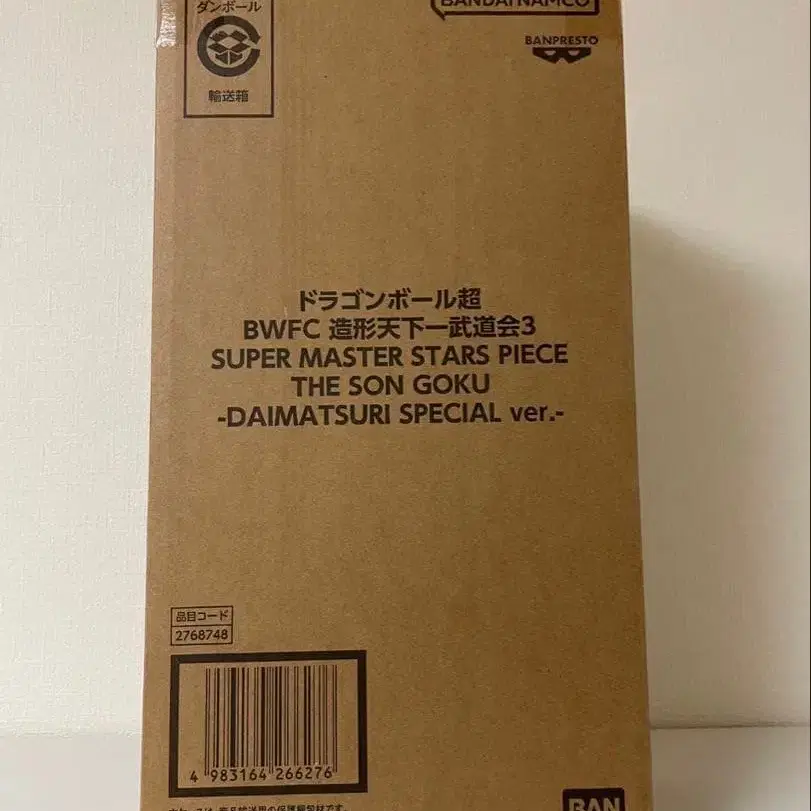 ダンボール
輸送箱
BANDAI NAMCO
BANPRESTO
ドラゴンボール超
BWFC 造形天下一武道会3
SUPER MASTER STARS PIECE
THE SON GOKU
-DAIMATSURI SPECIAL ver.-
品目コード
2768748
4 983164 266276
BAN